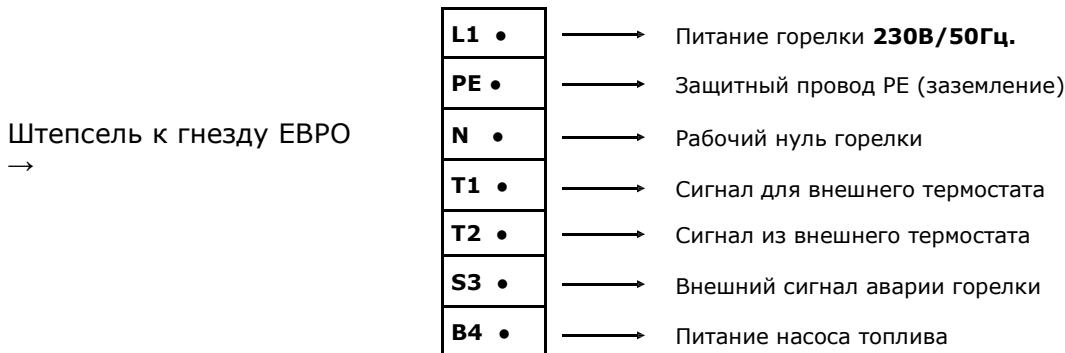 L1 ● → Питание горелки 230В/50Гц.
PE ● → Защитный провод PE (заземление)
Штепсель к гнезду ЕВРО
→
N ● → Рабочий нуль горелки
T1 ● → Сигнал для внешнего термостата
T2 ● → Сигнал из внешнего термостата
S3 ● → Внешний сигнал аварии горелки
B4 ● → Питание насоса топлива